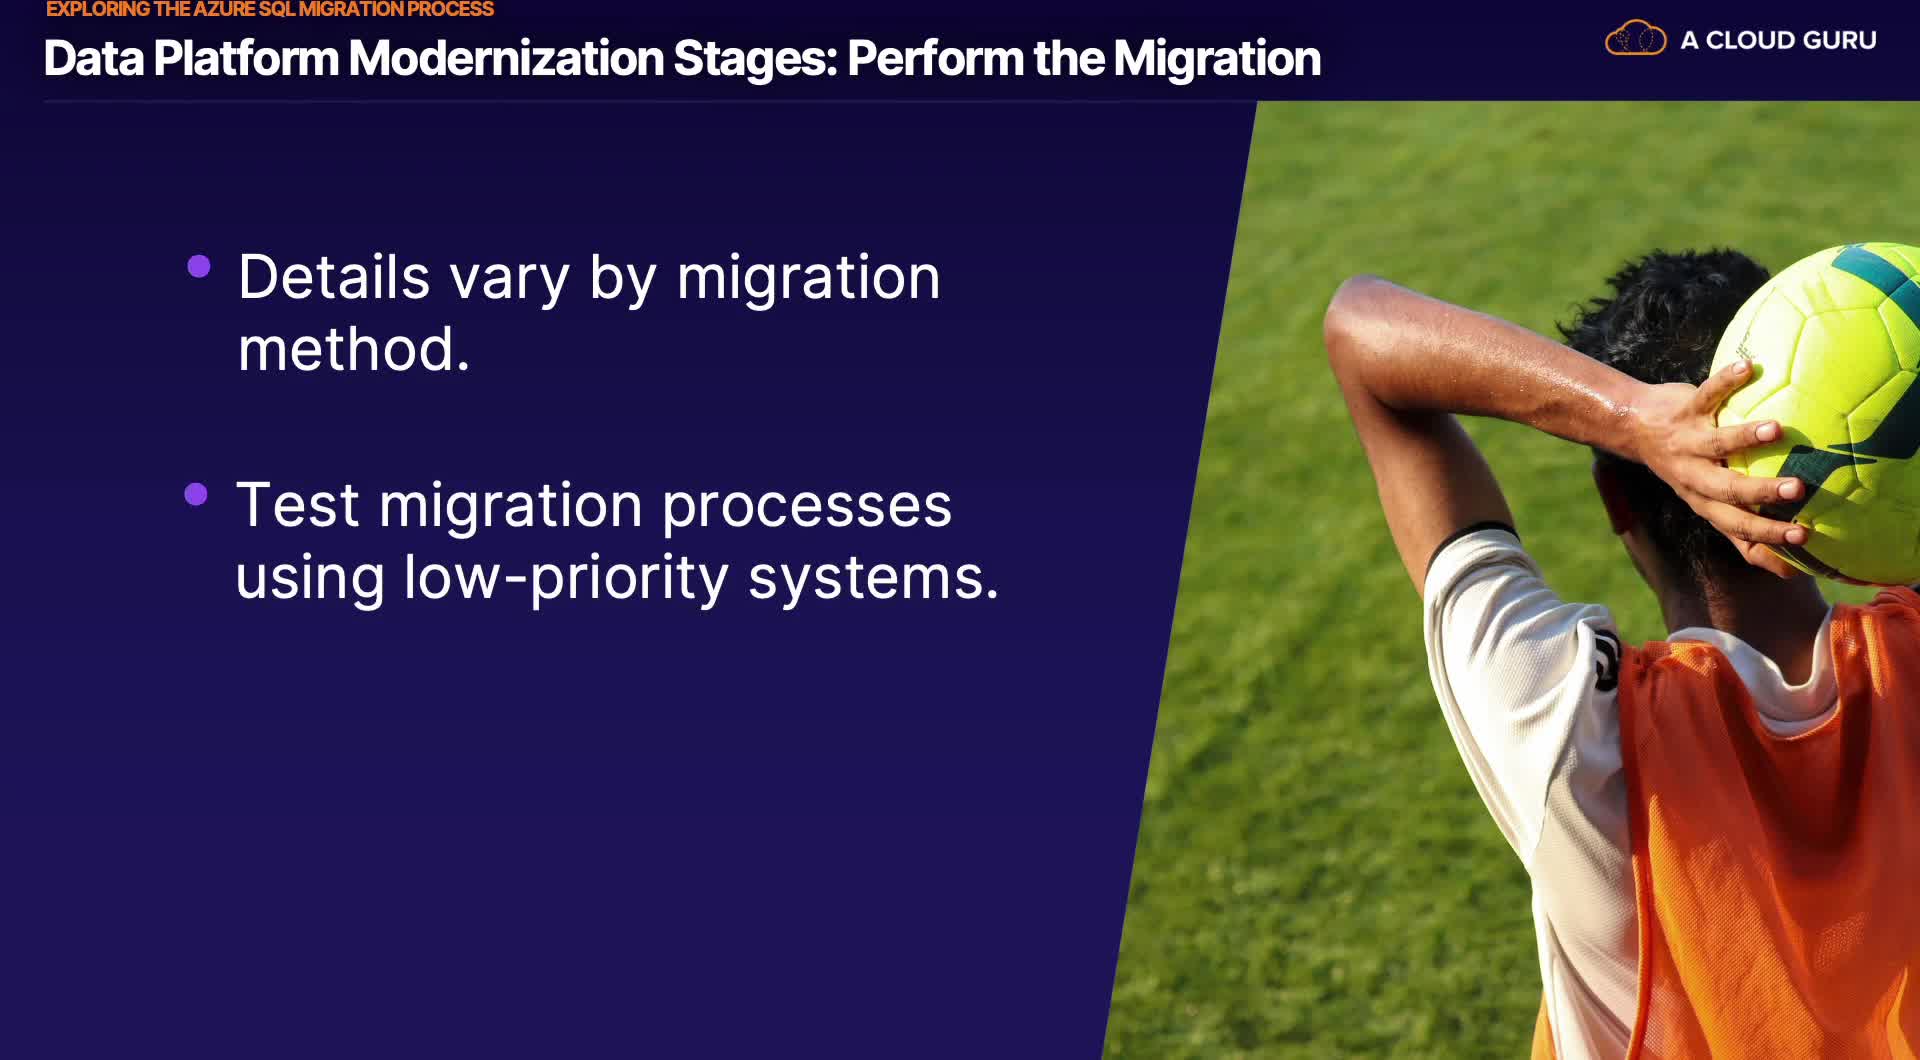 EXPLORING THE AZURE SQL MIGRATION PROCESS
Data Platform Modernization Stages: Perform the Migration
A CLOUD GURU
Details vary by migration
method.
Test migration processes
using low-priority systems.